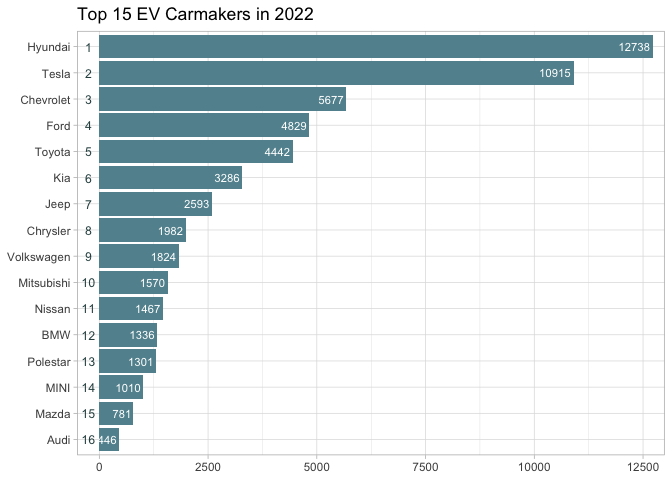 Top 15 EV Carmakers in 2022
Hyundai 1 12738
Tesla 2 10915
Chevrolet 3 5677
Ford 4 4829
Toyota 5 4442
Kia 6 3286
Jeep 7 2593
Chrysler 8 1982
Volkswagen 9 1824
Mitsubishi 10 1570
Nissan 11 1467
BMW 12 1336
Polestar 13 1301
MINI 14 1010
Mazda 15 781
Audi 16 446
0 2500 5000 7500 10000 12500